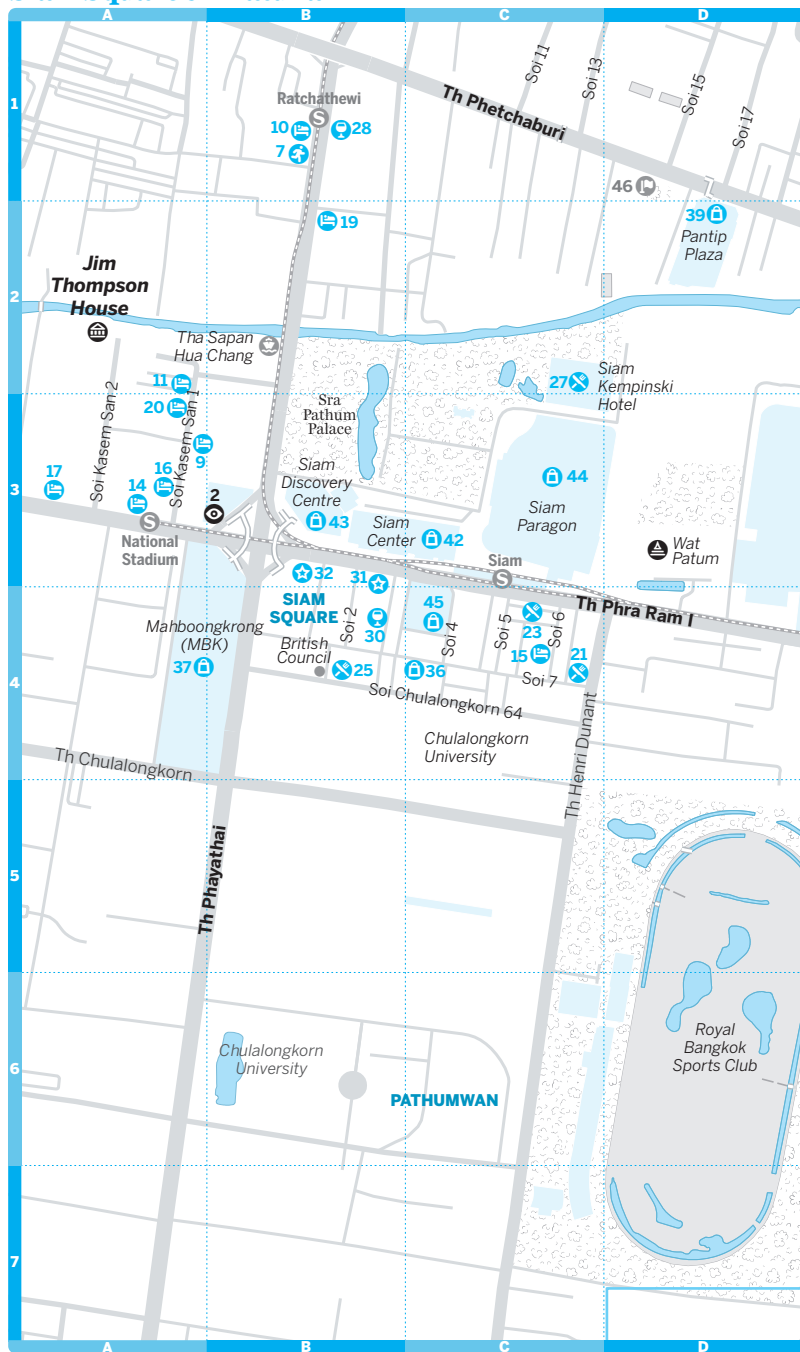 A
B
C
D
1
Soi 11
Soi 13
Soi 15
Soi 17
Th Phetchaburi
Ratchathewi
S
10
28
7
46
39
Pantip
Plaza
19
Jim
Thompson
House
2
Tha Sapan
Hua Chang
11
20
Soi Kasem San 2
Soi Kasem San 1
9
Sra
Pathum
Palace
27
Siam
Kempinski
Hotel
17
16
14
2
3
S
National
Stadium
Siam
Discovery
Centre
43
Siam
Center
42
44
Siam
Paragon
Siam
S
Wat
Patum
32
31
SIAM
SQUARE
Soi 2
30
45
Soi 4
Soi 5
23
Soi 6
15
Soi 7
21
Th Phra Ram I
Mahboongkrong
(MBK)
37
British
Council
25
36
4
Soi Chulalongkorn 64
Chulalongkorn
University
Th Henri Dunant
Th Chulalongkorn
Th Phayathai
5
Chulalongkorn
University
6
PATHUMWAN
Royal
Bangkok
Sports Club
7
A
B
C
D